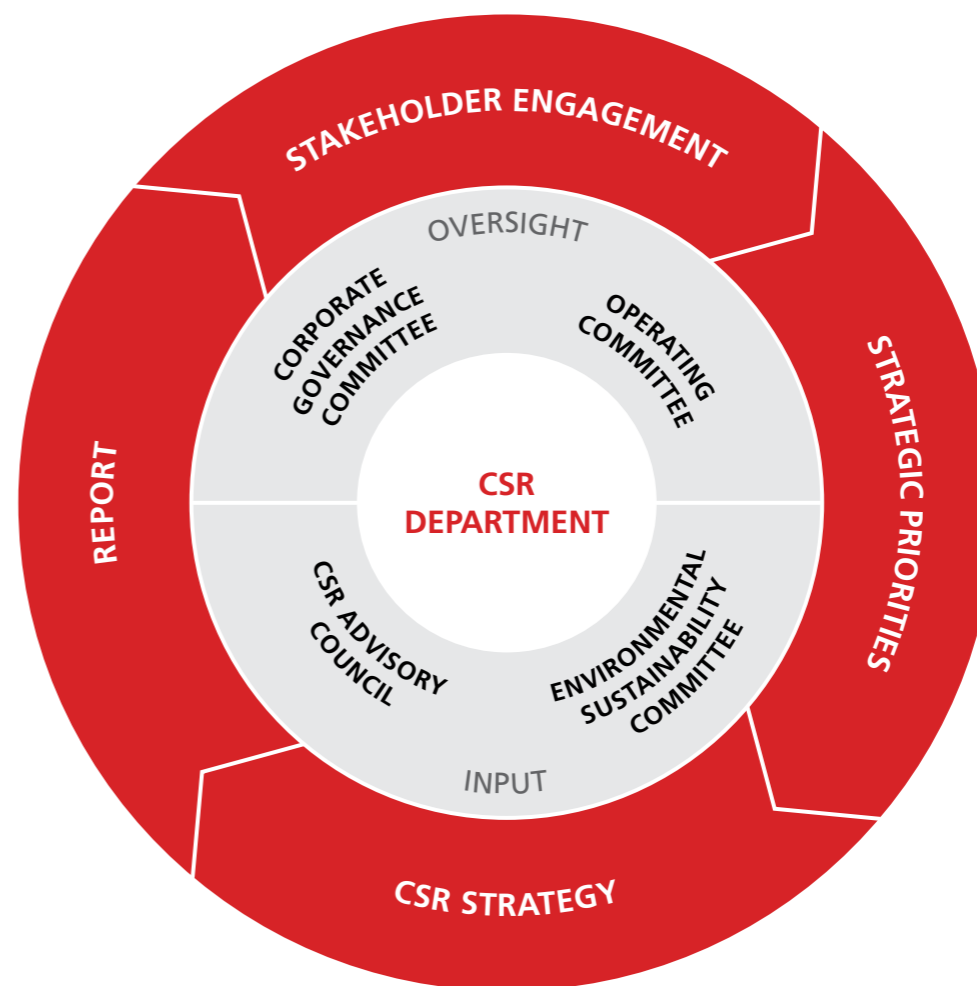 STAKEHOLDER ENGAGEMENT
OVERSIGHT
CORPORATE
GOVERNANCE
COMMITTEE
OPERATING
COMMITTEE
STRATEGIC PRIORITIES
REPORT
CSR
DEPARTMENT
CSR ADVISORY
COUNCIL
ENVIRONMENTAL
SUSTAINABILITY
COMMITTEE
INPUT
CSR STRATEGY